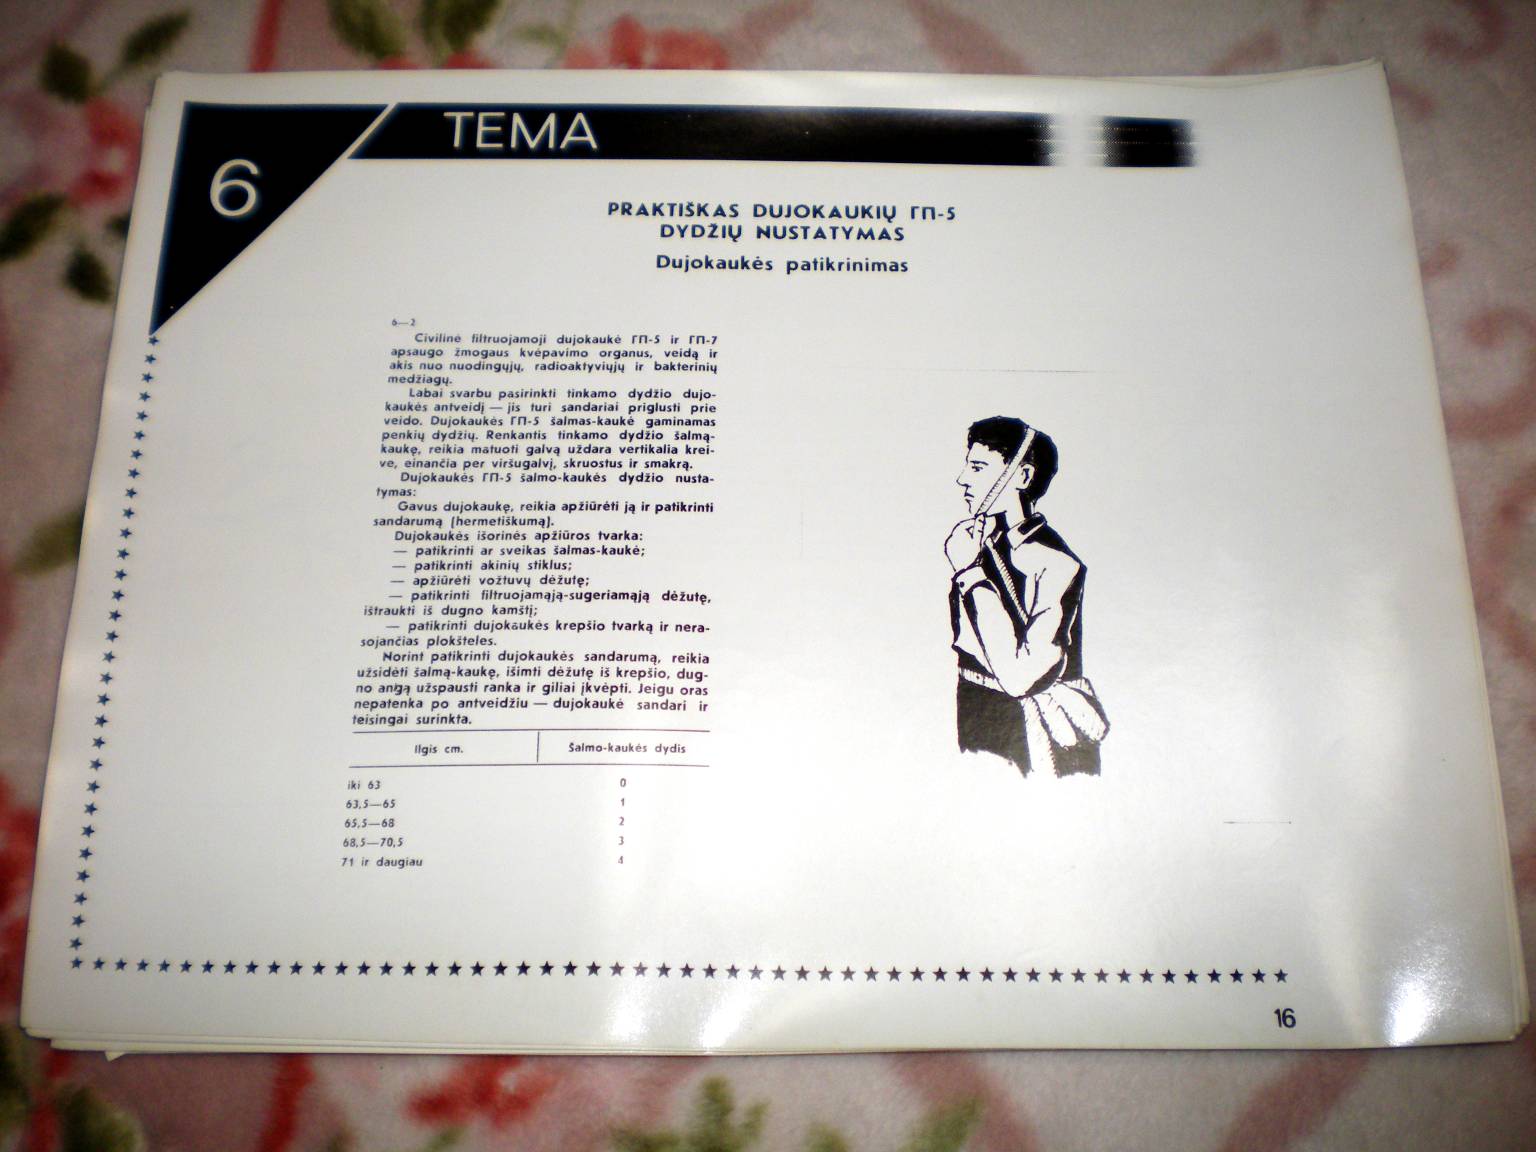 6
TEMA
PRAKTIŠKAS DUJOKAUKIŲ ГП-5
DYDŽIŲ NUSTATYMAS
Dujokaukės patikrinimas
6—2
Civilinė filtruojamoji dujokaukė ГП-5 ir ГП-7
apsaugo žmogaus kvėpavimo organus, veidą ir
akis nuo nuodingųjų, radioaktyviųjų ir bakterinių
medžiagų.
Labai svarbu pasirinkti tinkamo dydžio dujo-
kaukės antveidį — jis turi sandariai priglusti prie
veido. Dujokaukės ГП-5 šalmas-kaukė gaminamas
penkių dydžių. Renkantis tinkamo dydžio šalmą-
kaukę, reikia matuoti galvą uždara vertikalia krei-
ve, einančia per viršugalvį, skruostus ir smakrą.
Dujokaukės ГП-5 šalmo-kaukės dydžio nusta-
tymas:
Gavus dujokaukę, reikia apžiūrėti ją ir patikrinti
sandarumą (hermetiškumą).
Dujokaukės išorinės apžiūros tvarka:
— patikrinti ar sveikas šalmas-kaukė;
— patikrinti akinių stiklus;
— apžiūrėti vožtuvų dėžutę;
— patikrinti filtruojamąją-sugeriamąją dėžutę,
ištraukti iš dugno kamštį;
— patikrinti dujokaukės krepšio tvarką ir nera-
sojančias plokšteles.
Norint patikrinti dujokaukės sandarumą, reikia
užsidėti šalmą-kaukę, išimti dėžutę iš krepšio, dug-
no angą užspausti ranka ir giliai įkvėpti. Jeigu oras
nepatenka po antveidžiu — dujokaukė sandari ir
teisingai surinkta.
Ilgis cm. Šalmo-kaukės dydis
iki 63 0
63,5—65 1
65,5—68 2
68,5—70,5 3
71 ir daugiau 4
16